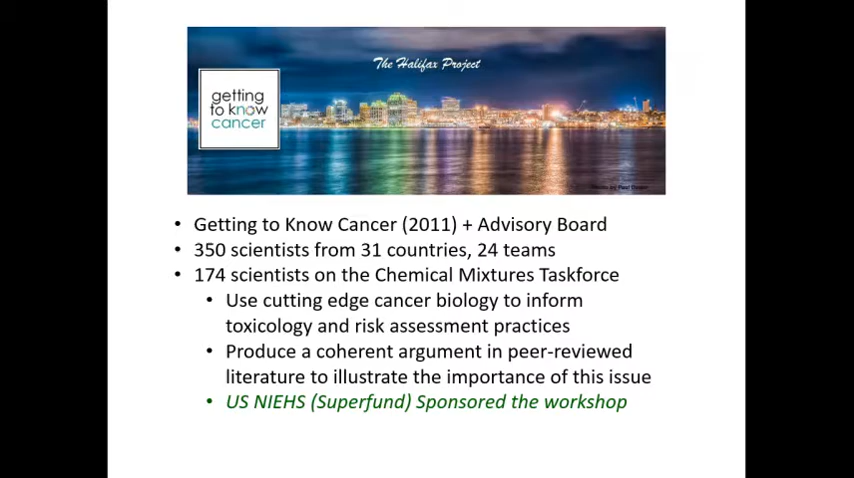 The Halifax Project
getting
to know
cancer
• Getting to Know Cancer (2011) + Advisory Board
• 350 scientists from 31 countries, 24 teams
• 174 scientists on the Chemical Mixtures Taskforce
• Use cutting edge cancer biology to inform
toxicology and risk assessment practices
• Produce a coherent argument in peer-reviewed
literature to illustrate the importance of this issue
• US NIEHS (Superfund) Sponsored the workshop